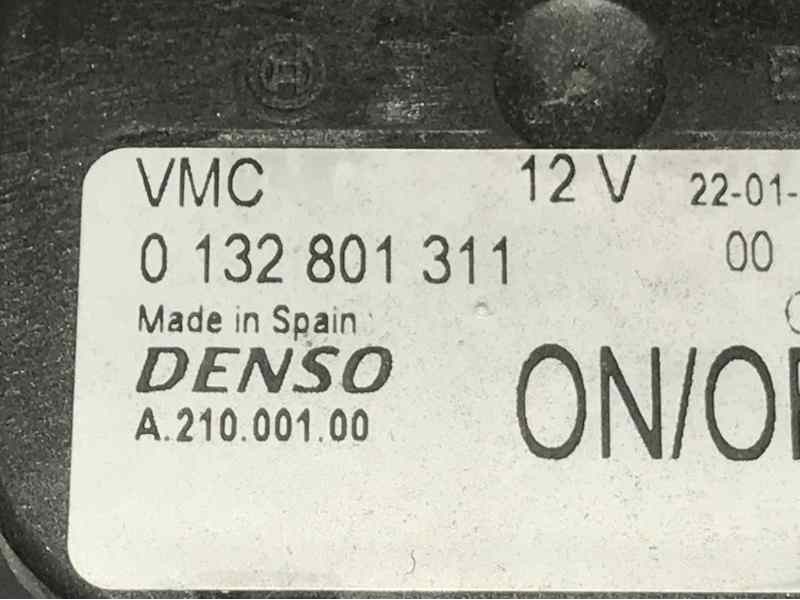 VMC 12 V 22-01-
0 132 801 311 00
Made in Spain
DENSO ON/O
A.210.001.00